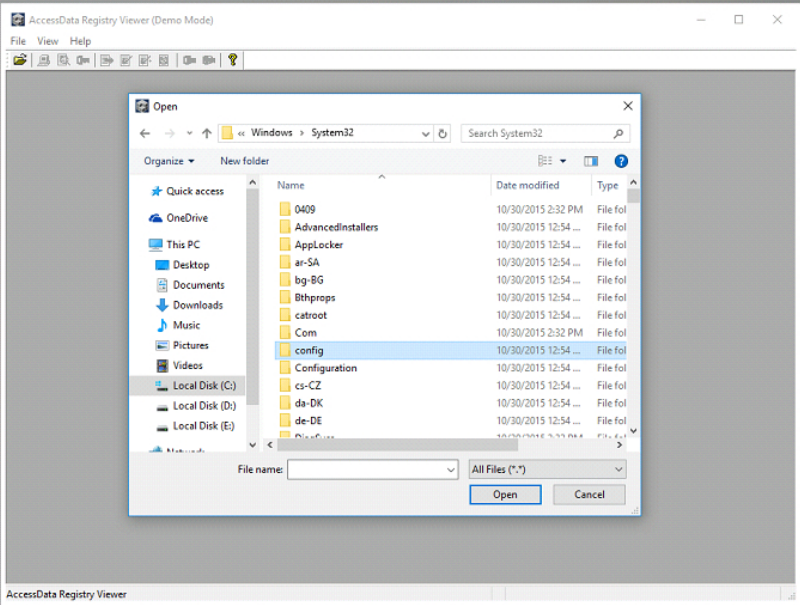 AccessData Registry Viewer (Demo Mode)
File View Help
Open
« Windows › System32
Search System32
Organize
New folder
Name Date modified Type
Quick access
OneDrive
This PC
Desktop
Documents
Downloads
Music
Pictures
Videos
Local Disk (C:)
Local Disk (D:)
Local Disk (E:)
Network
0409 10/30/2015 2:32 PM File fol
AdvancedInstallers 10/30/2015 12:54 ... File fol
AppLocker 10/30/2015 12:54 ... File fol
ar-SA 10/30/2015 12:54 ... File fol
bg-BG 10/30/2015 12:54 ... File fol
Bthprops 10/30/2015 12:54 ... File fol
catroot 10/30/2015 12:54 ... File fol
Com 10/30/2015 2:32 PM File fol
config 10/30/2015 12:54 ... File fol
Configuration 10/30/2015 12:54 ... File fol
cs-CZ 10/30/2015 12:54 ... File fol
da-DK 10/30/2015 12:54 ... File fol
de-DE 10/30/2015 12:54 ... File fol
File name:
All Files (*.*)
Open
Cancel
AccessData Registry Viewer